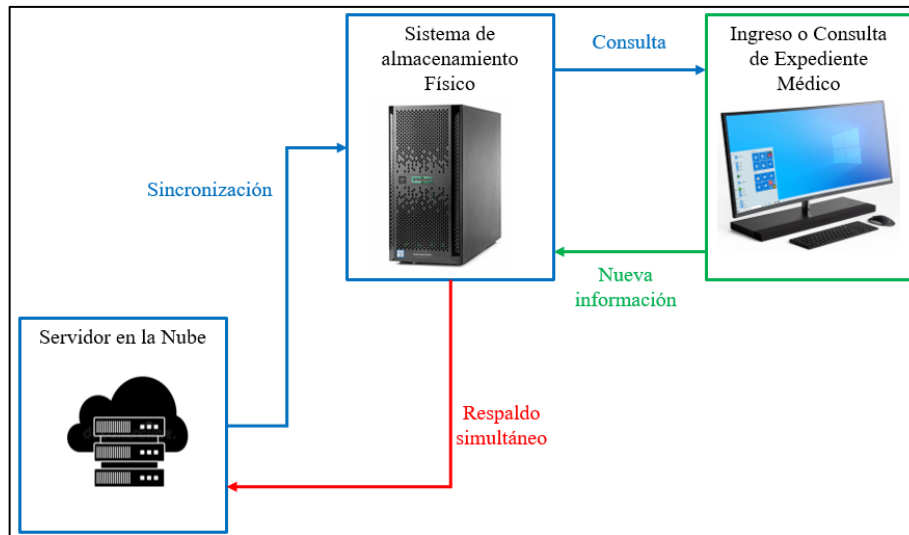 Sistema de
almacenamiento
Físico
Consulta
Ingreso o Consulta
de Expediente
Médico
Sincronización
Nueva
información
Servidor en la Nube
Respaldo
simultáneo